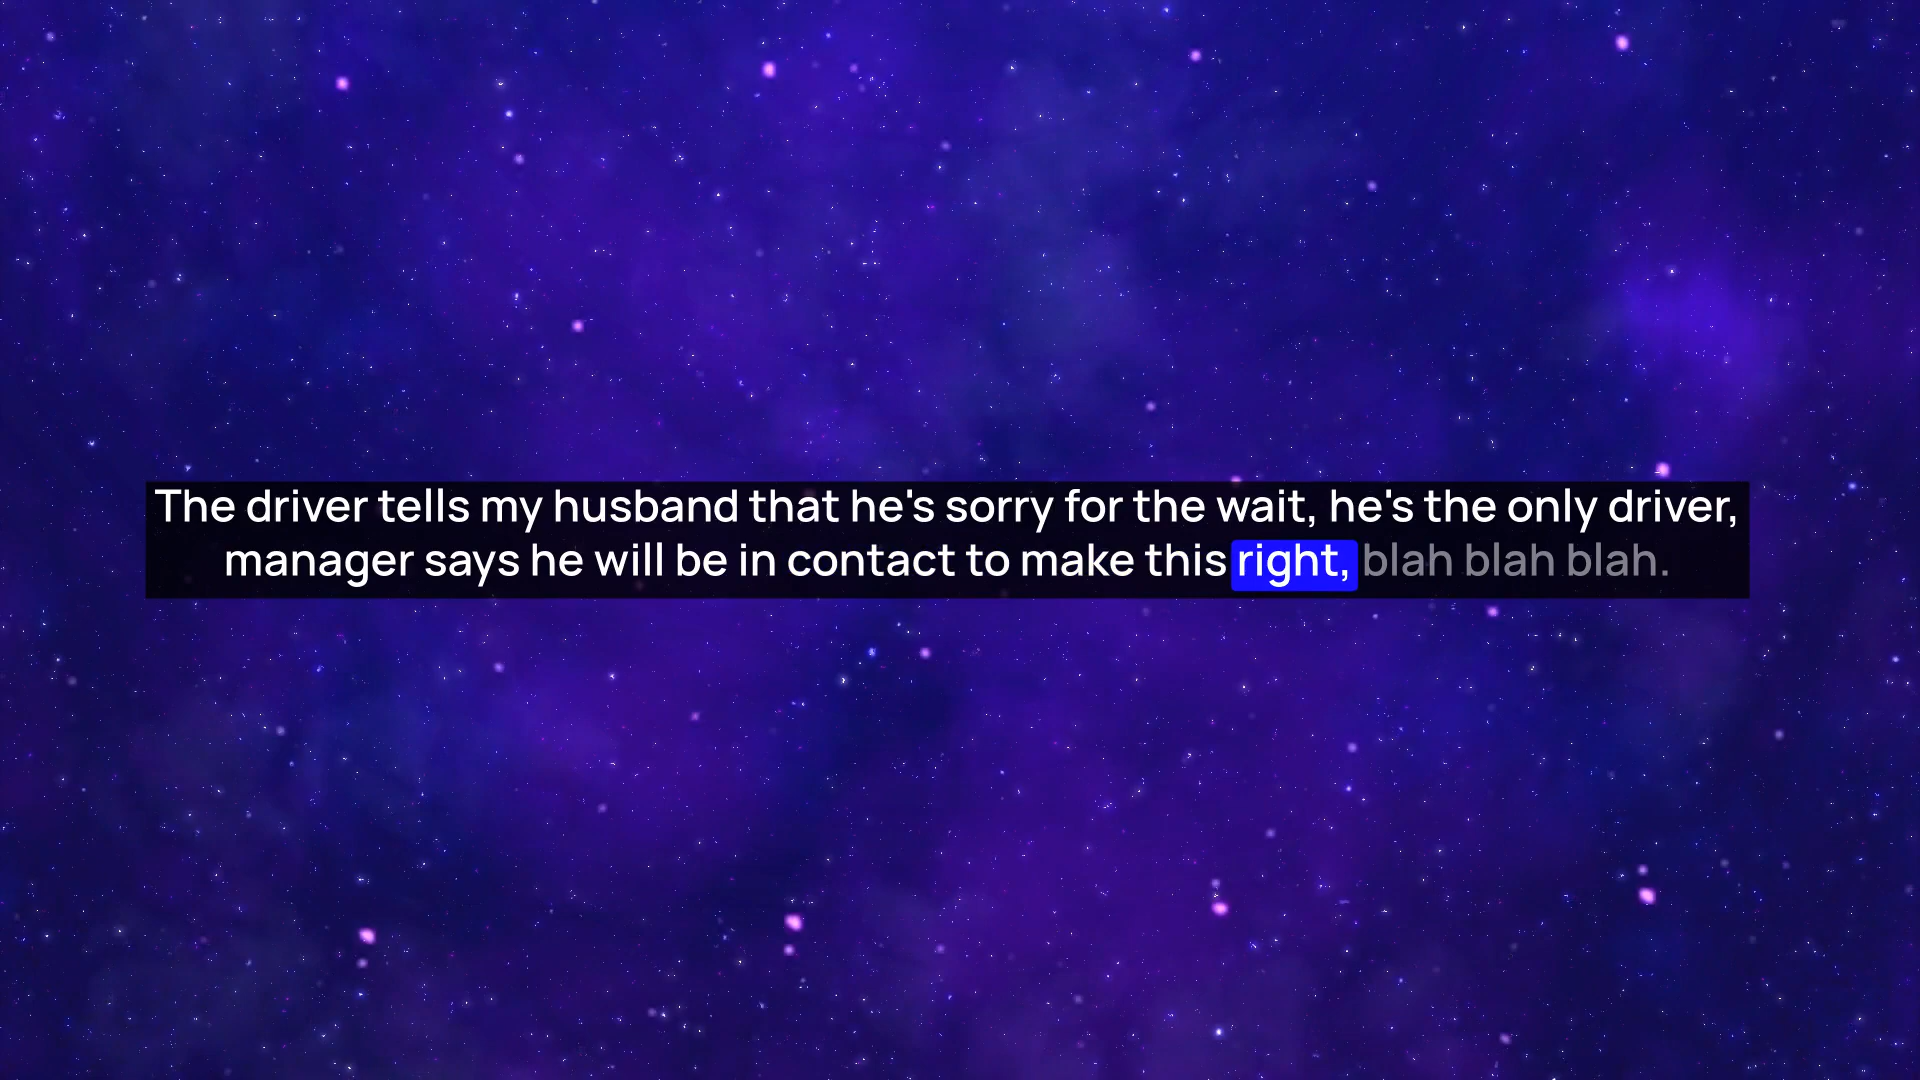 The driver tells my husband that he's sorry for the wait, he's the only driver,
manager says he will be in contact to make this right, blah blah blah.